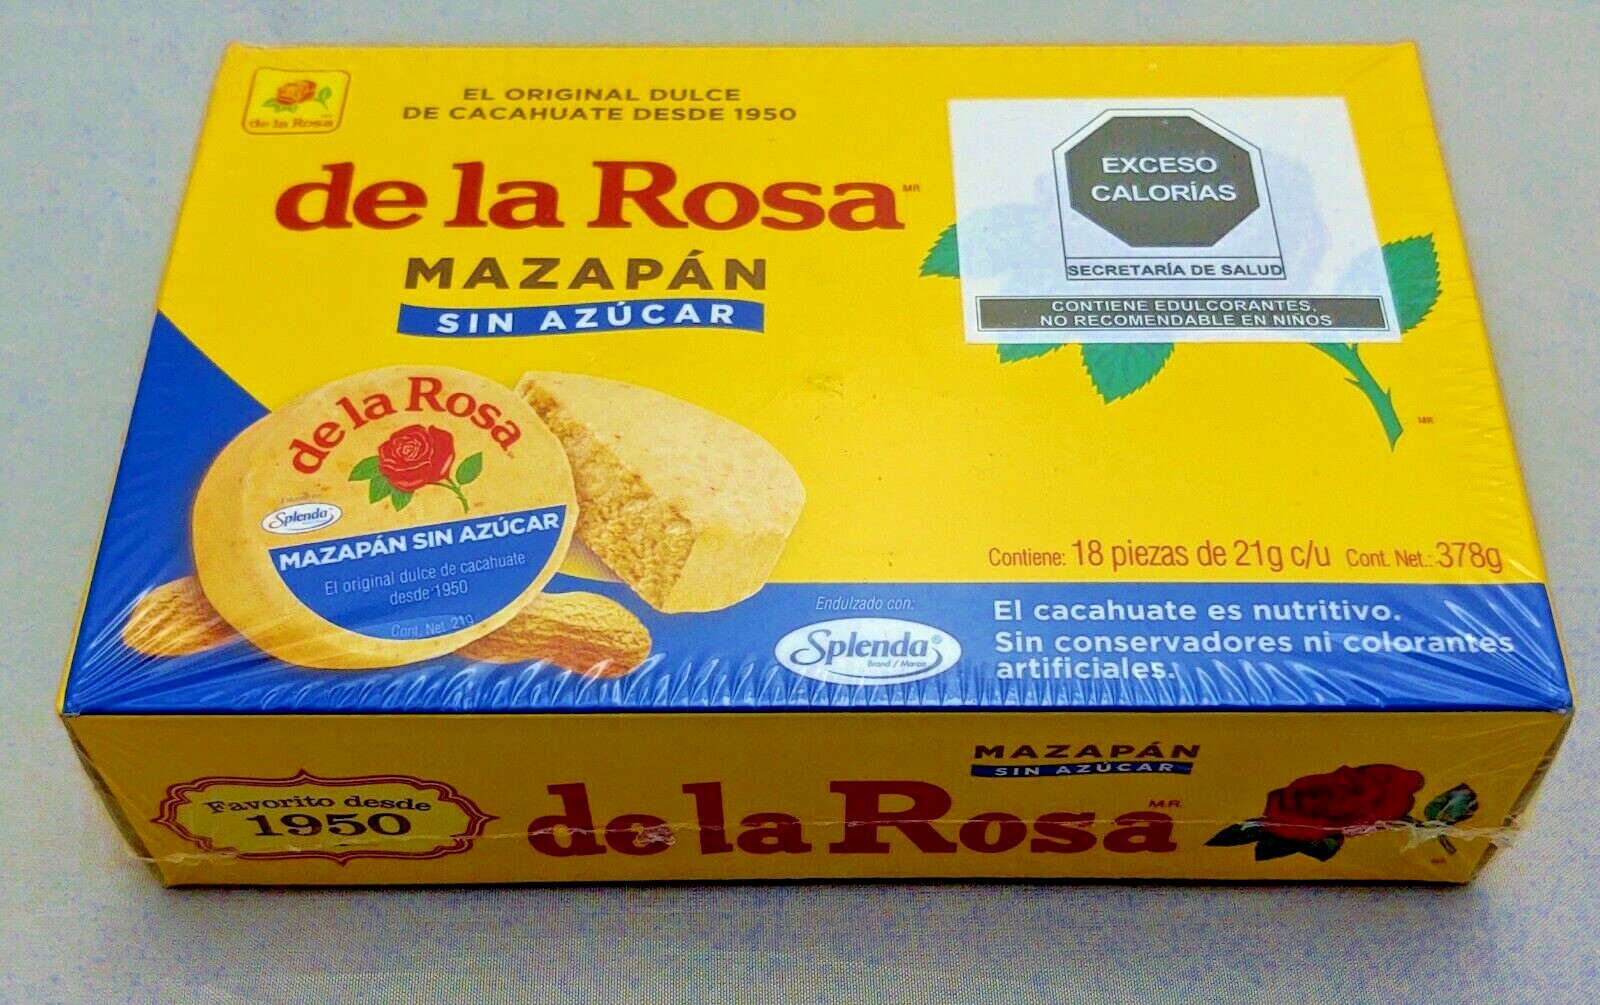 de la Rosa
EL ORIGINAL DULCE
DE CACAHUATE DESDE 1950
de la Rosa MR
MAZAPÁN
SIN AZÚCAR
EXCESO
CALORÍAS
SECRETARÍA DE SALUD
CONTIENE EDULCORANTES,
NO RECOMENDABLE EN NIÑOS
MR
de la Rosa
Splenda
MAZAPÁN SIN AZÚCAR
El original dulce de cacahuate
desde 1950
Cont. Net. 21g
Contiene: 18 piezas de 21g c/u Cont. Net.: 378g
Endulzado con:
Splenda®
Brand / Marca
El cacahuate es nutritivo.
Sin conservadores ni colorantes
artificiales.
MAZAPÁN
SIN AZÚCAR
Favorito desde
1950
de la Rosa M.R.